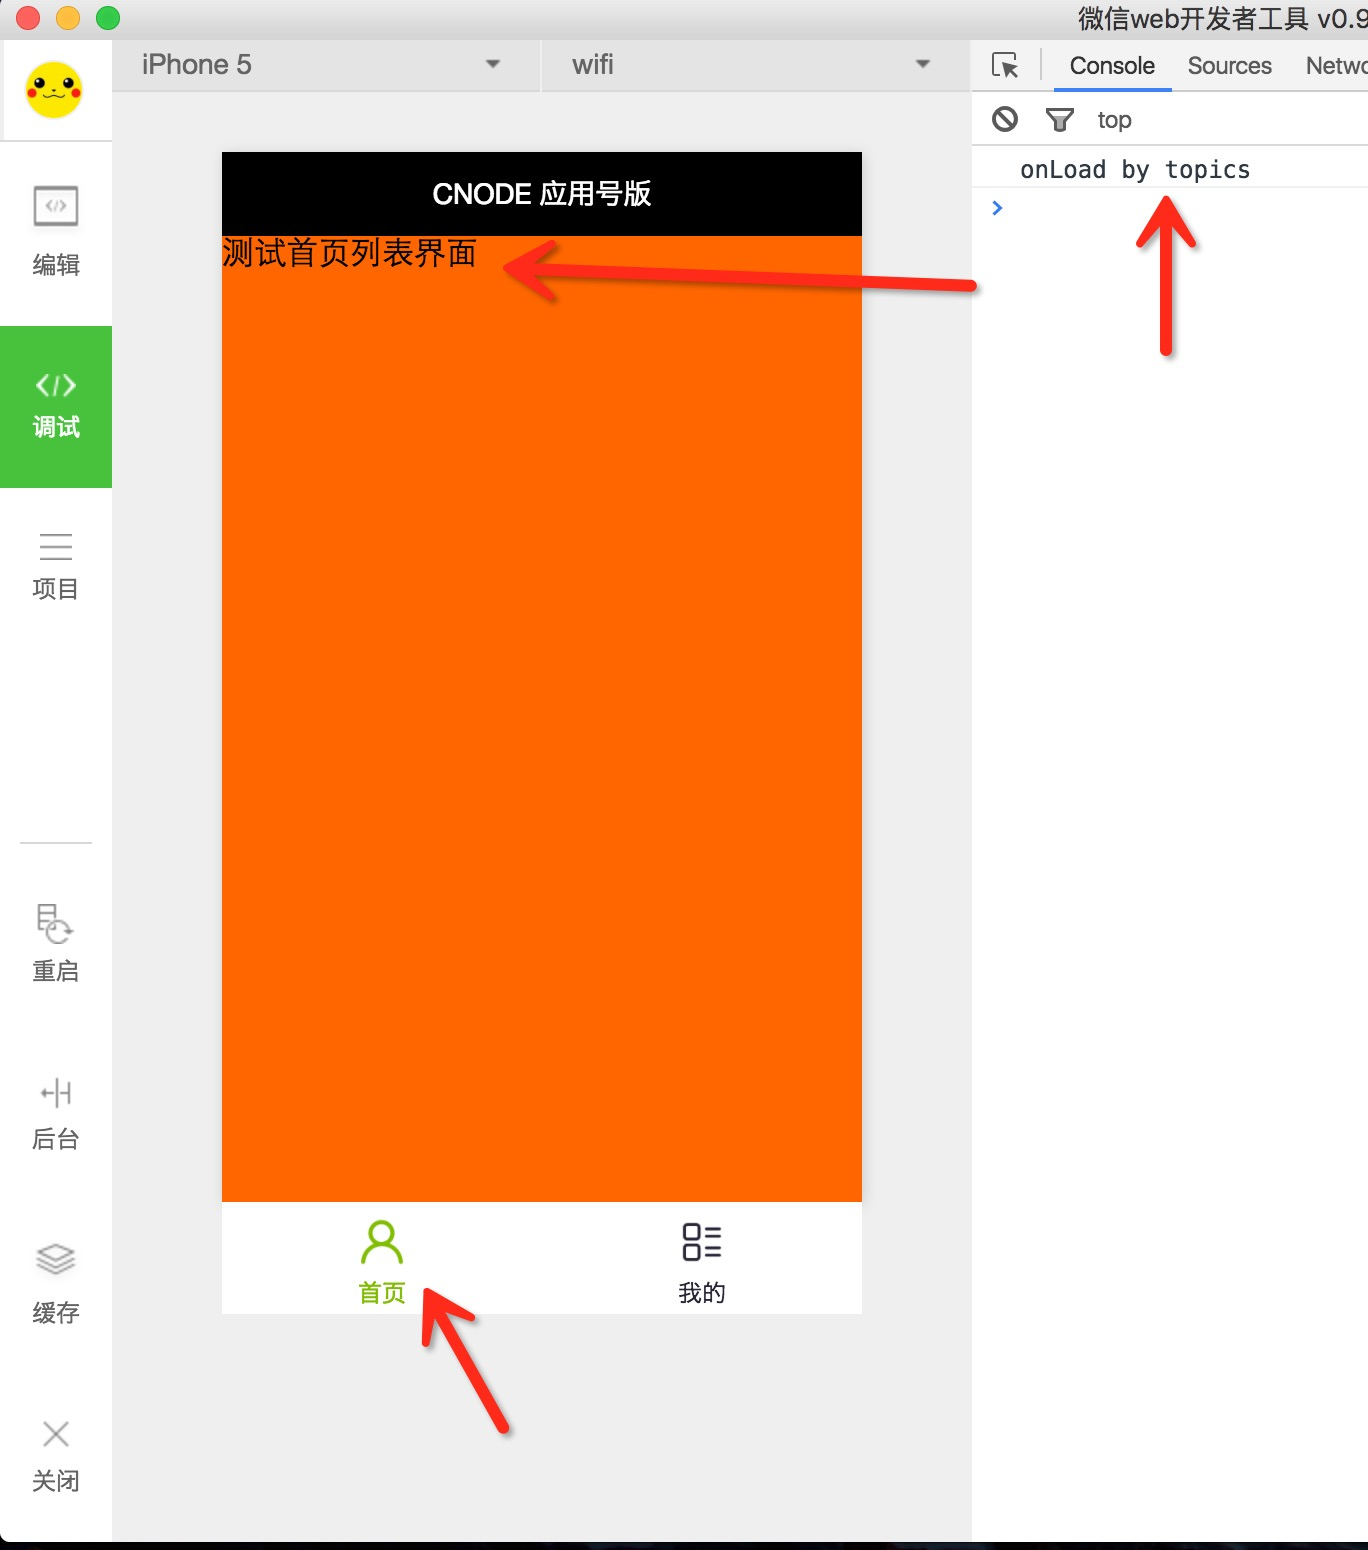 微信web开发者工具 v0.9
iPhone 5
wifi
Console
Sources
Netwo
top
onLoad by topics
编辑
调试
项目
重启
后台
缓存
关闭
CNODE 应用号版
测试首页列表界面
首页
我的